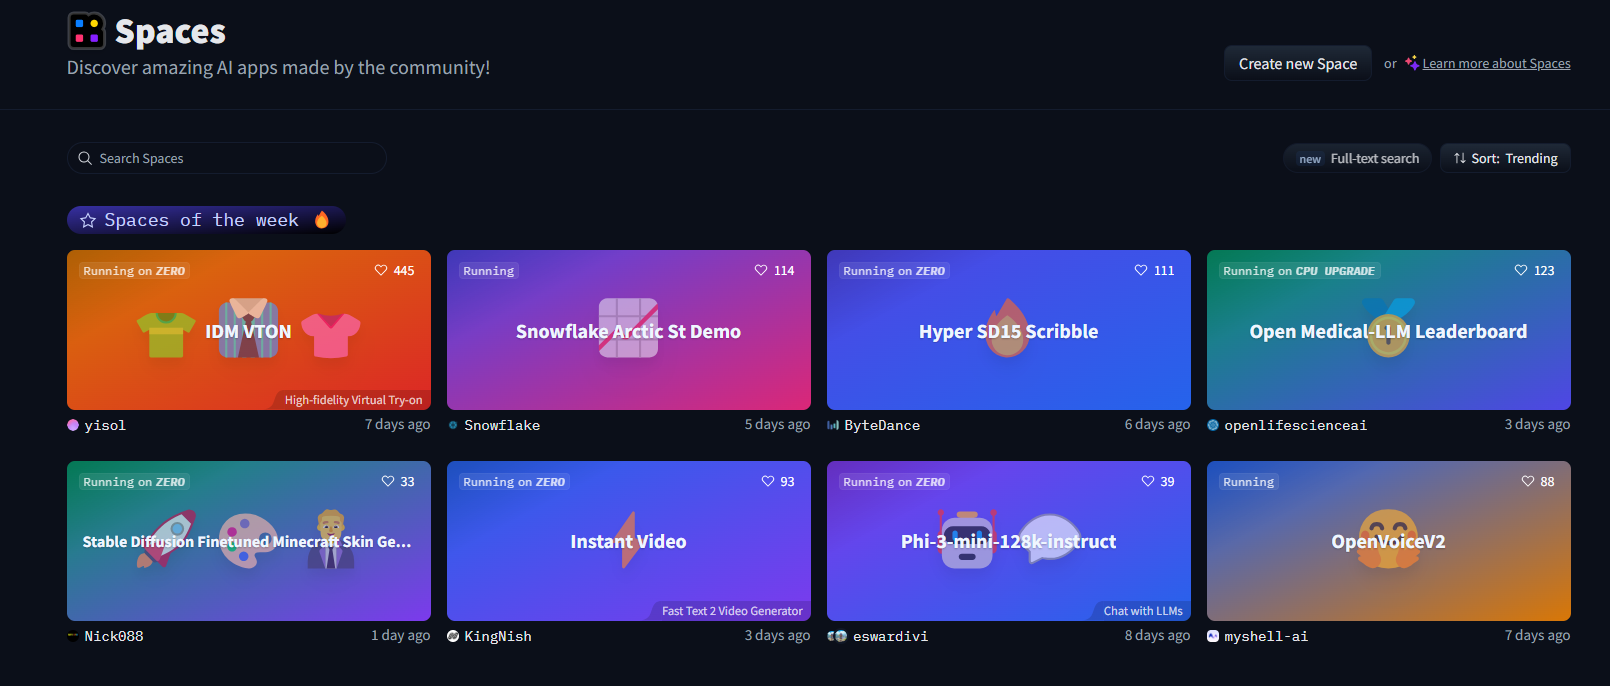 Spaces
Discover amazing AI apps made by the community!
Create new Space or Learn more about Spaces
Search Spaces
new Full-text search Sort: Trending
Spaces of the week
Running on ZERO 445
IDM VTON
High-fidelity Virtual Try-on
yisol 7 days ago
Running 114
Snowflake Arctic St Demo
Snowflake 5 days ago
Running on ZERO 111
Hyper SD15 Scribble
ByteDance 6 days ago
Running on CPU UPGRADE 123
Open Medical-LLM Leaderboard
openlifescienceai 3 days ago
Running on ZERO 33
Stable Diffusion Finetuned Minecraft Skin Ge...
Nick088 1 day ago
Running on ZERO 93
Instant Video
Fast Text 2 Video Generator
KingNish 3 days ago
Running on ZERO 39
Phi-3-mini-128k-instruct
Chat with LLMs
eswardivi 8 days ago
Running 88
OpenVoiceV2
myshell-ai 7 days ago